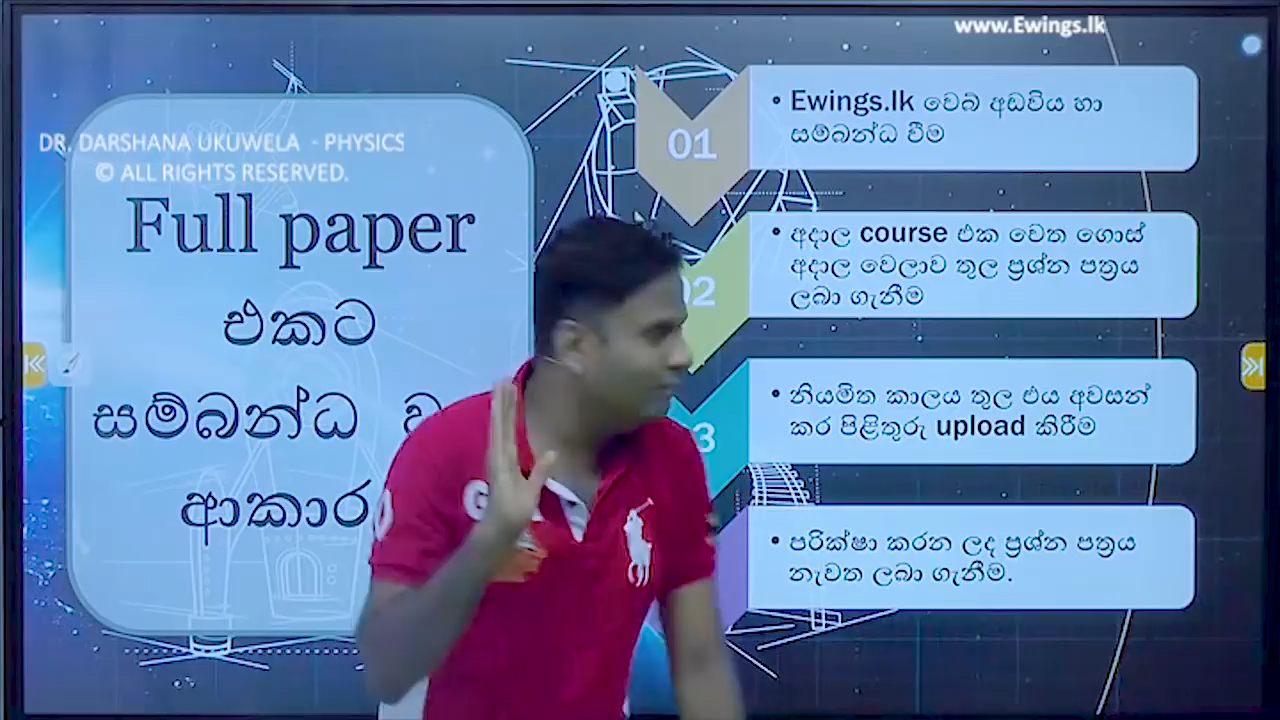 www.Ewings.lk
DR. DARSHANA UKUWELA - PHYSICS
© ALL RIGHTS RESERVED.
Full paper
එකට
සම්බන්ධ
ආකාර
01
• Ewings.lk වෙබ් අඩවිය හා
සම්බන්ධ වීම
02
• අදාල course එක වෙත ගොස්
අදාල වෙලාව තුල ප්‍රශ්න පත්‍රය
ලබා ගැනීම
3
• නියමිත කාලය තුල එය අවසන්
කර පිළිතුරු upload කිරීම
• පරික්ෂා කරන ලද ප්‍රශ්න පත්‍රය
නැවත ලබා ගැනීම.